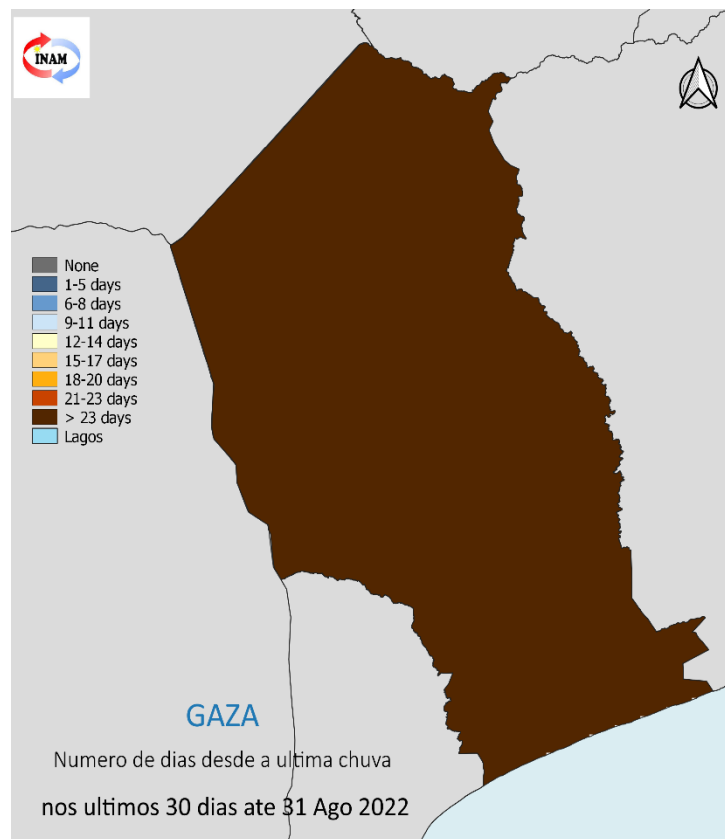 INAM
None
1-5 days
6-8 days
9-11 days
12-14 days
15-17 days
18-20 days
21-23 days
> 23 days
Lagos
GAZA
Numero de dias desde a ultima chuva
nos ultimos 30 dias ate 31 Ago 2022